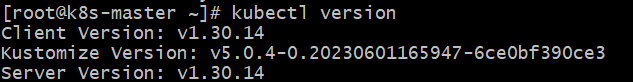 [root@k8s-master ~]# kubectl version
Client Version: v1.30.14
Kustomize Version: v5.0.4-0.20230601165947-6ce0bf390ce3
Server Version: v1.30.14